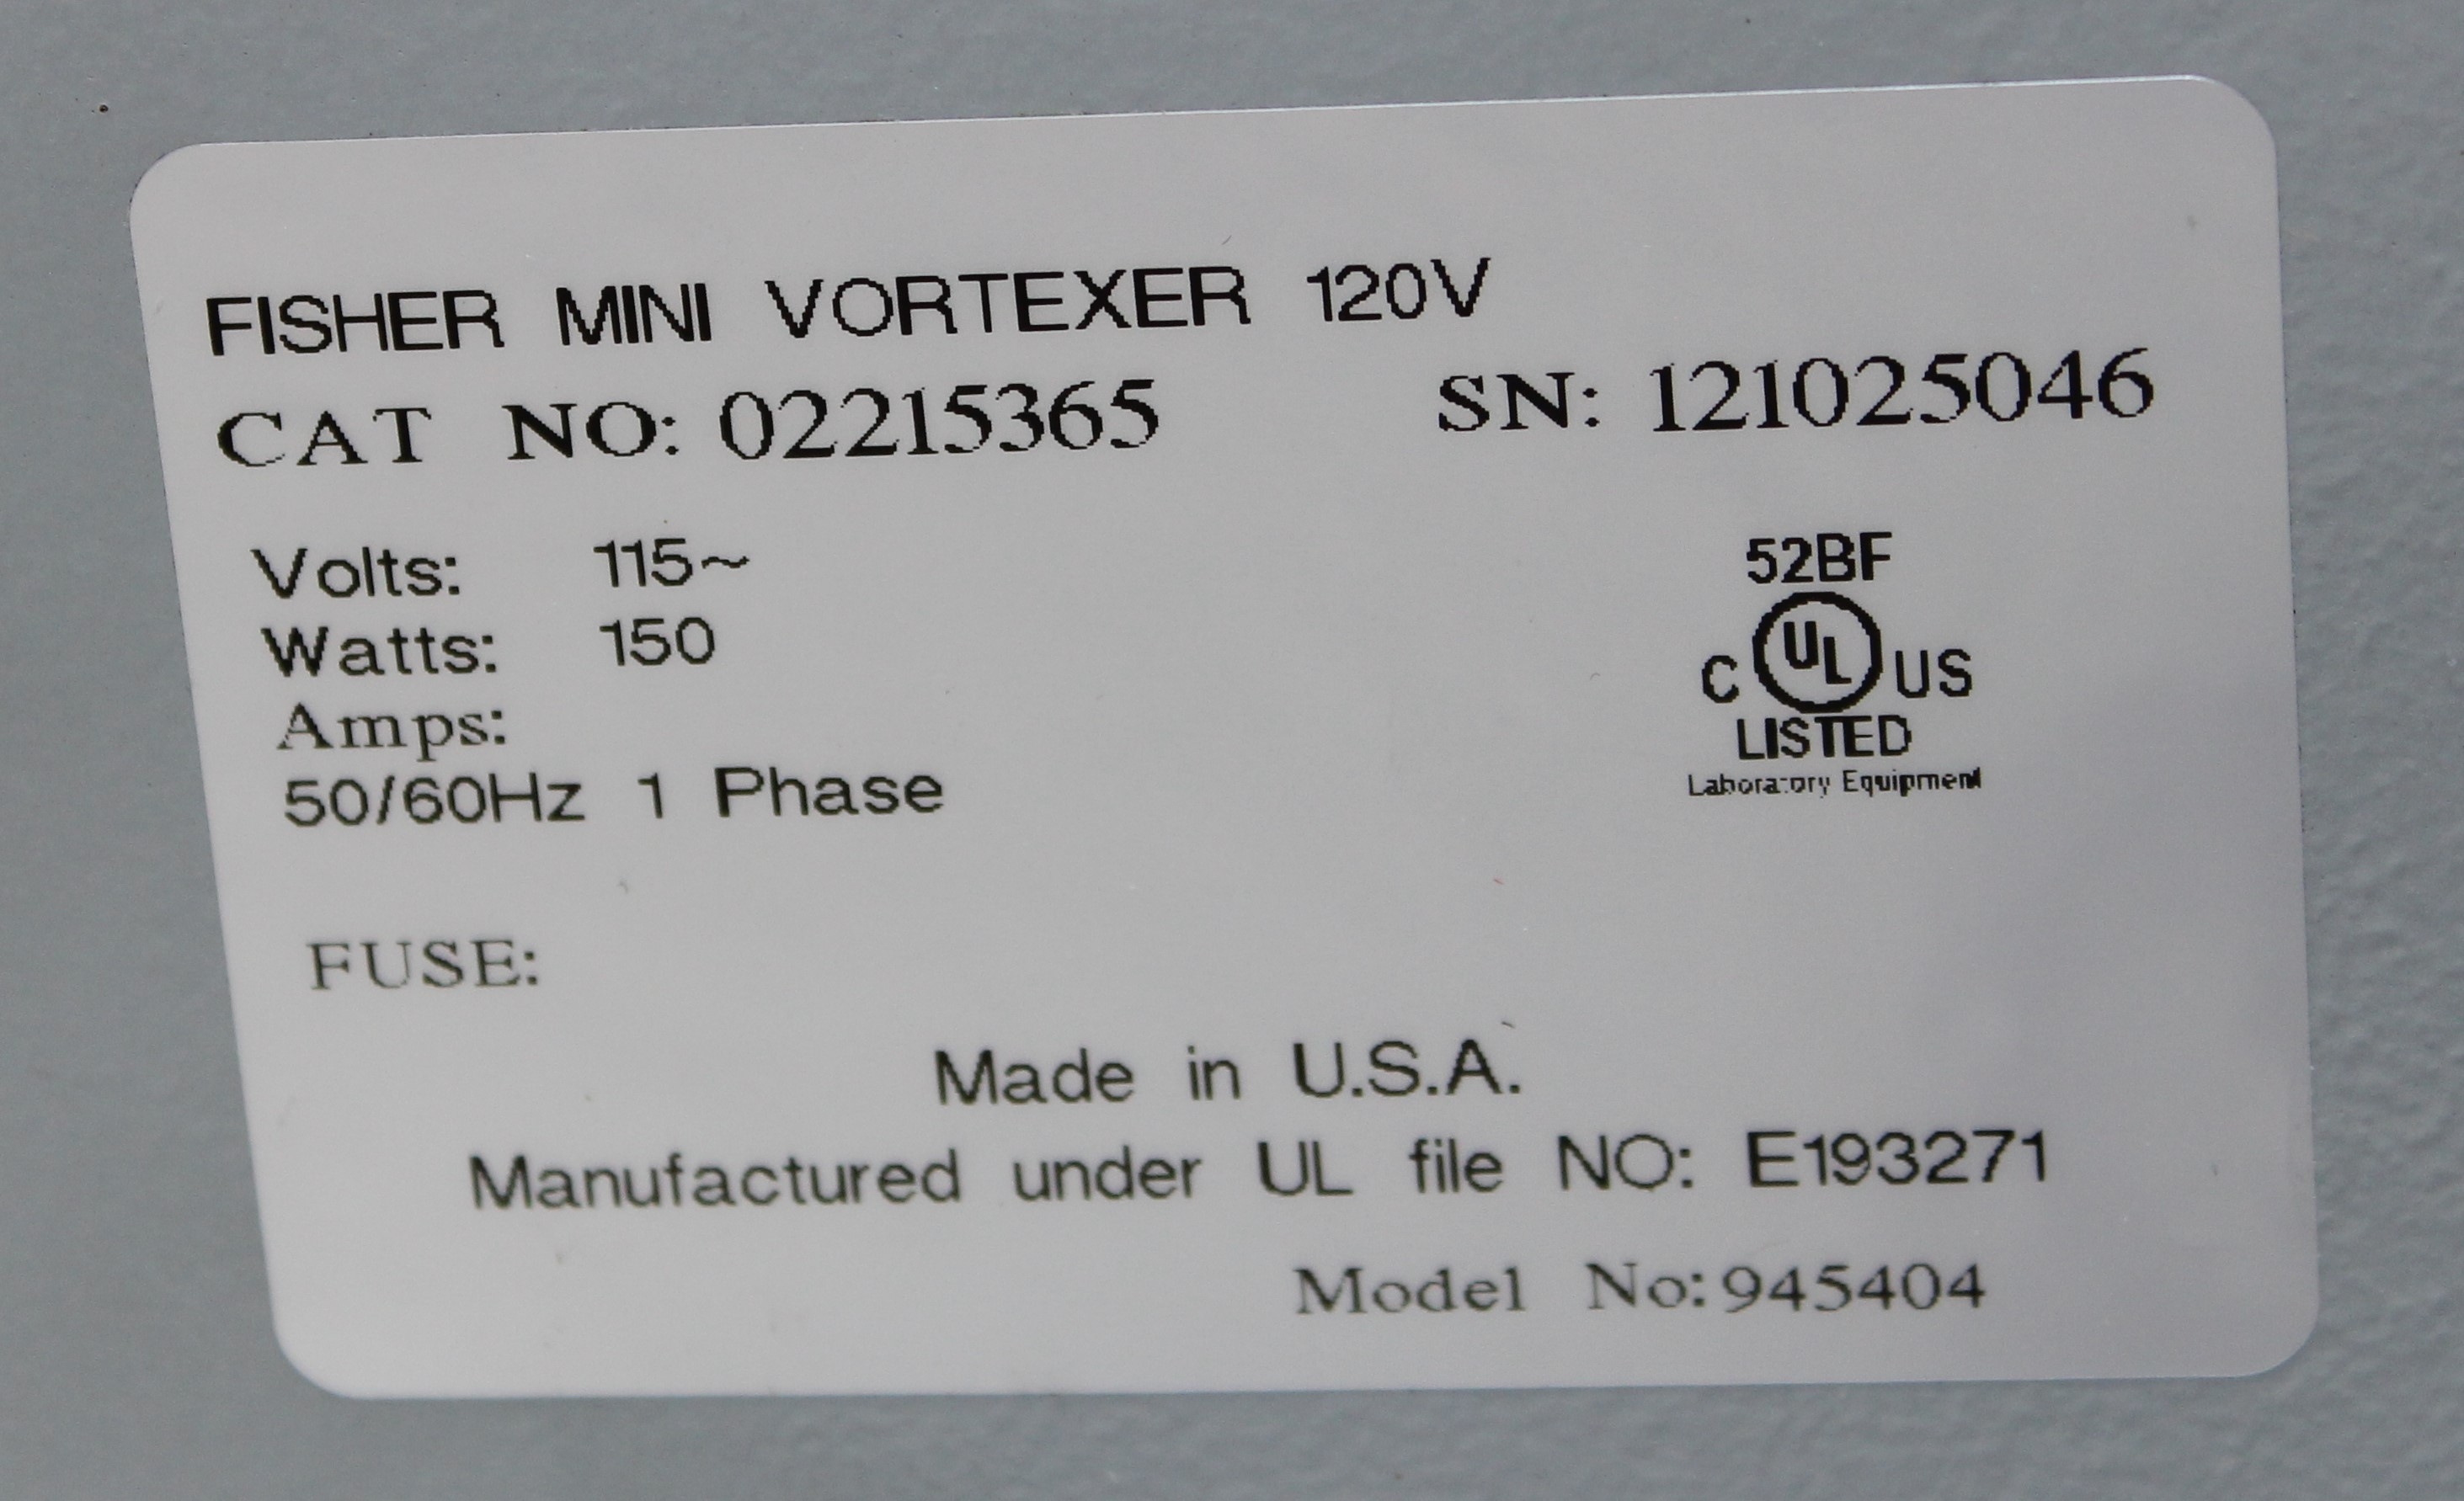 FISHER MINI VORTEXER 120V
CAT NO: 02215365 SN: 121025046
Volts: 115~
Watts: 150
Amps:
50/60Hz 1 Phase
52BF
C UL US
LISTED
Laboratory Equipment
FUSE:
Made in U.S.A.
Manufactured under UL file NO: E193271
Model No: 945404